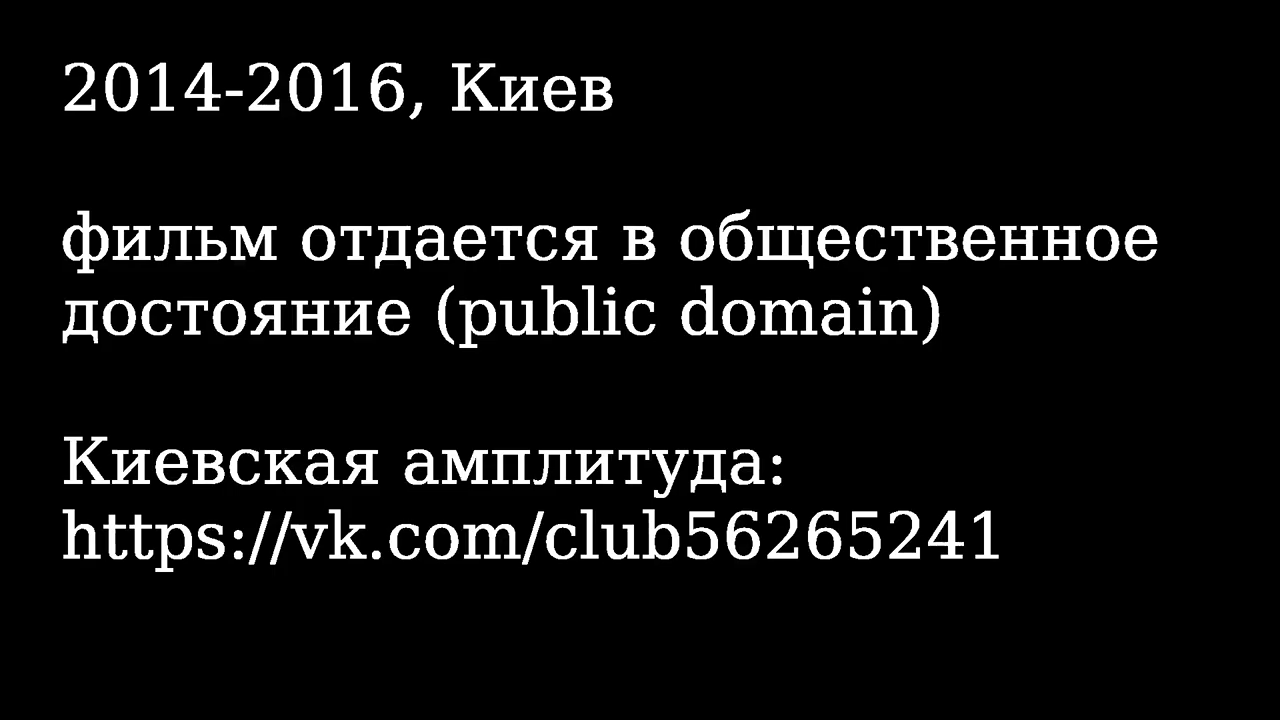 2014-2016, Киев
фильм отдается в общественное
достояние (public domain)
Киевская амплитуда:
https://vk.com/club56265241